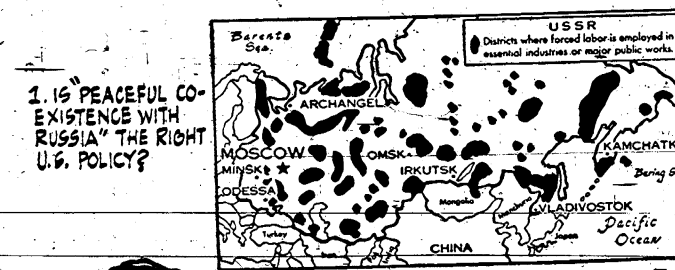 1. IS "PEACEFUL CO-
EXISTENCE WITH
RUSSIA" THE RIGHT
U.S. POLICY?
USSR
Districts where forced labor is employed in
essential industries or major public works.
Barents
Sea
ARCHANGEL
MOSCOW
OMSK
MINSK
IRKUTSK
KAMCHATK
ODESSA
Bering S
Mongolia
Manchuria
VLADIVOSTOK
Pacific
Ocean
Turkey
Iran
CHINA
Japan